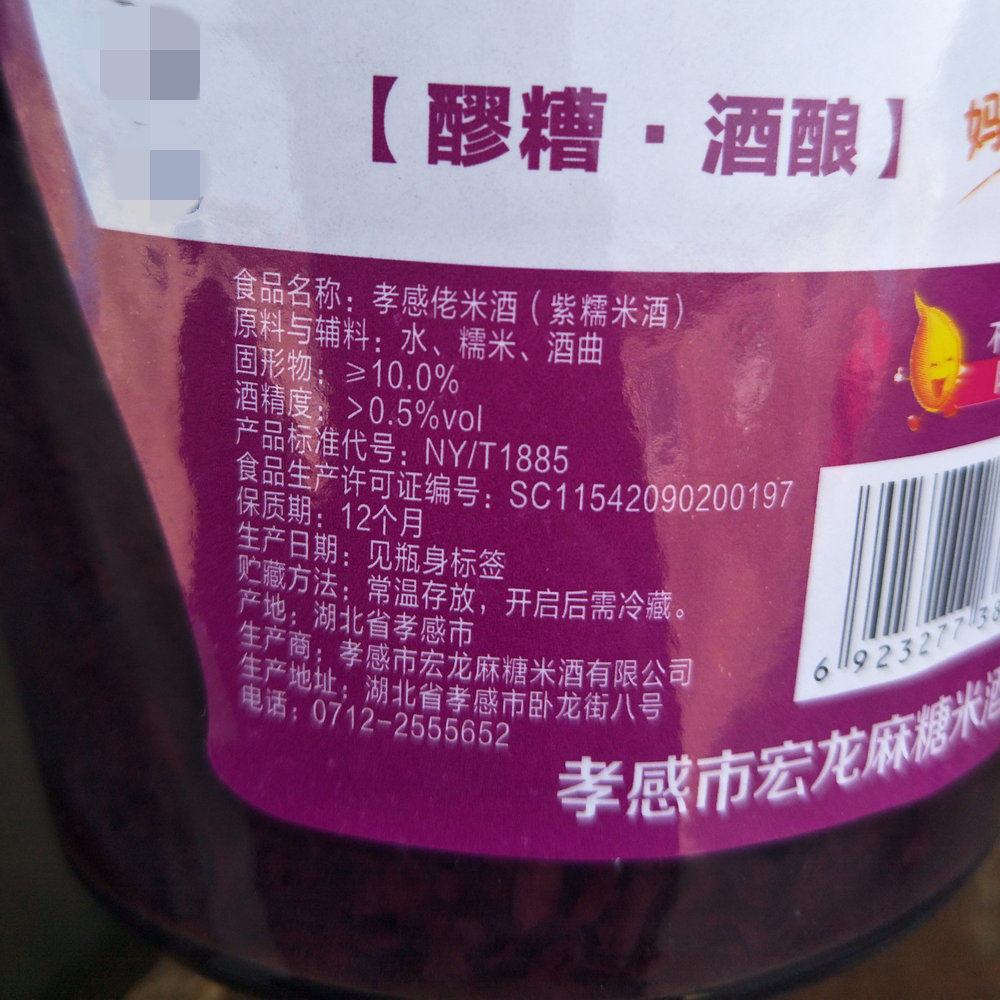 【醪糟·酒酿】
妈
食品名称：孝感佬米酒（紫糯米酒）
原料与辅料：水、糯米、酒曲
固形物：≥10.0%
酒精度：>0.5%vol
产品标准代号：NY/T1885
食品生产许可证编号：SC11542090200197
保质期：12个月
生产日期：见瓶身标签
贮藏方法：常温存放，开启后需冷藏。
产地：湖北省孝感市
生产商：孝感市宏龙麻糖米酒有限公司
生产地址：湖北省孝感市卧龙街八号
电话：0712-2555652
6 923277 38
孝感市宏龙麻糖米酒